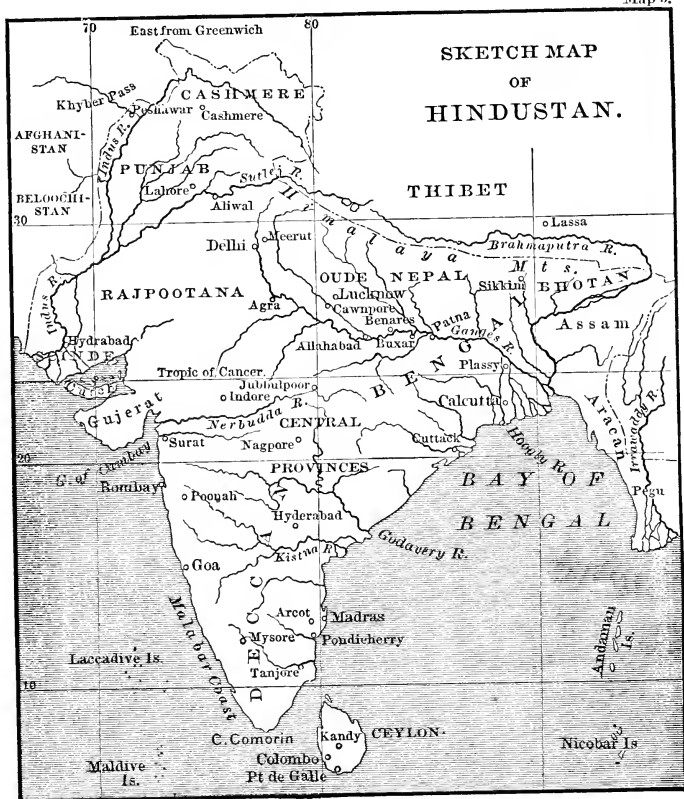 Map 3.
70
80
East from Greenwich
SKETCH MAP
OF
HINDUSTAN.
Khyber Pass
CASHMERE
Peshawar
Cashmere
AFGHANI-
STAN
Indus R.
PUNJAB
Lahore
Sutlej R.
Aliwal
THIBET
BELOOCHI-
STAN
30
Lassa
Himalaya
Mts.
Brahmaputra R.
Delhi
Meerut
OUDE
NEPAL
Sikkim
BHOTAN
RAJPOOTANA
Lucknow
Agra
Cawnpore
Benares
Patna
Ganges R.
Assam
Indus R.
Hydrabad
SCINDE
Allahabad
Buxar
BENGAL
Tropic of Cancer.
Plassy
Jubbulpoor
Indore
Gujerat
Nerbudda R.
CENTRAL
Calcutta
Aracan
Irrawaddy R.
Surat
Nagpore
Cuttack
Hoogly R.
20
PROVINCES
Bombay
BAY OF
BENGAL
Pegu
Poonah
Hyderabad
Godavery R.
Kistna R
Goa
DECCAN
Malabar Coast
Arcot
Madras
Mysore
Pondicherry
Andaman
Is.
Laccadive Is.
Tanjore
10
C. Comorin
Kandy
CEYLON.
Nicobar Is
Colombo
Maldive
Is.
Pt de Galle